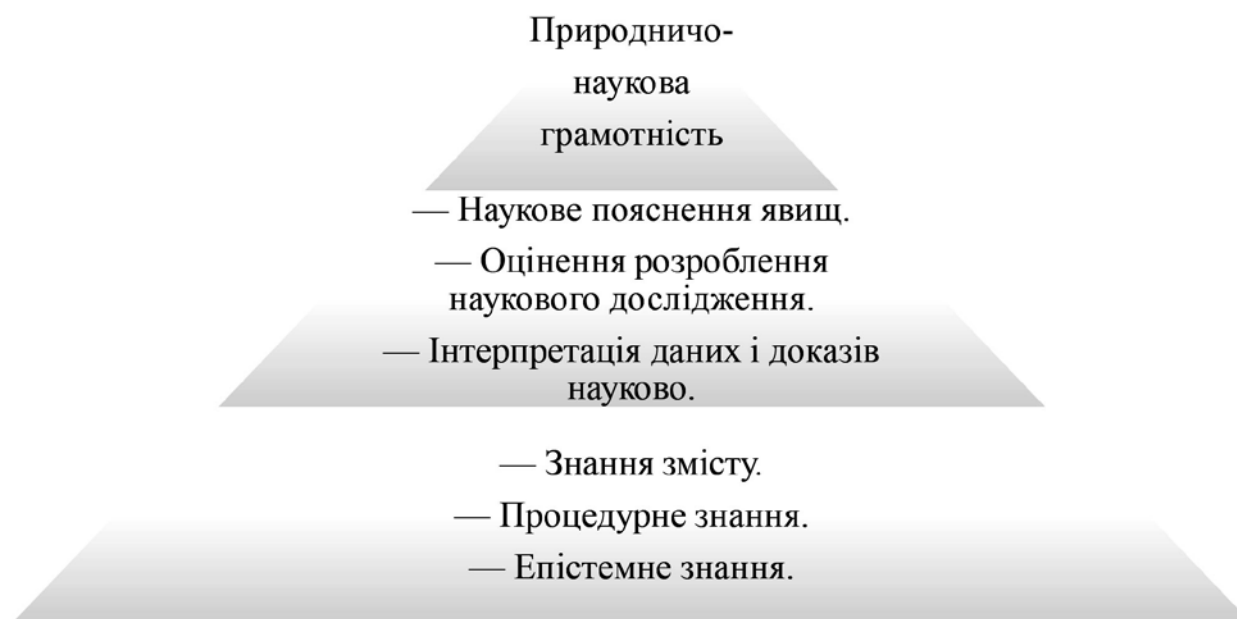 Природничо-
наукова
грамотність
— Наукове пояснення явищ.
— Оцінення розроблення
наукового дослідження.
— Інтерпретація даних і доказів
науково.
— Знання змісту.
— Процедурне знання.
— Епістемне знання.